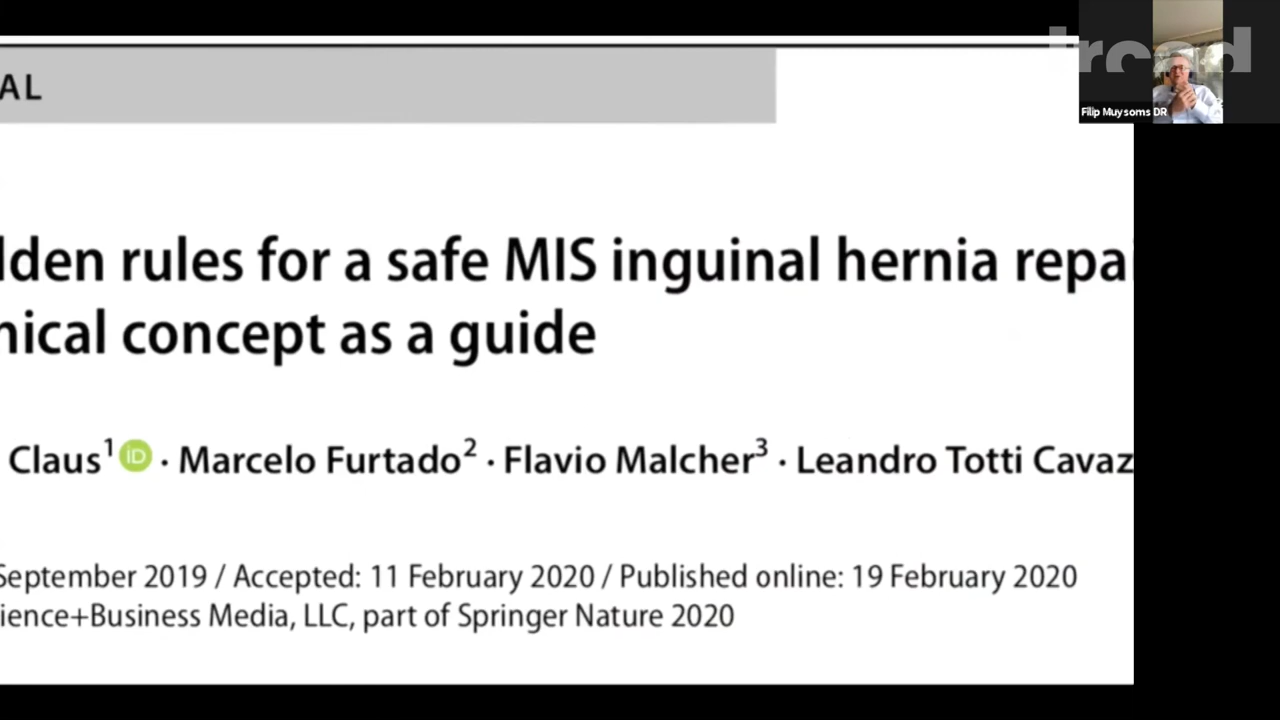 AL
ircad
Filip Muysoms DR
lden rules for a safe MIS inguinal hernia repa
nical concept as a guide
Claus1 iD · Marcelo Furtado2 · Flavio Malcher3 · Leandro Totti Cavaz
September 2019 / Accepted: 11 February 2020 / Published online: 19 February 2020
ience+Business Media, LLC, part of Springer Nature 2020